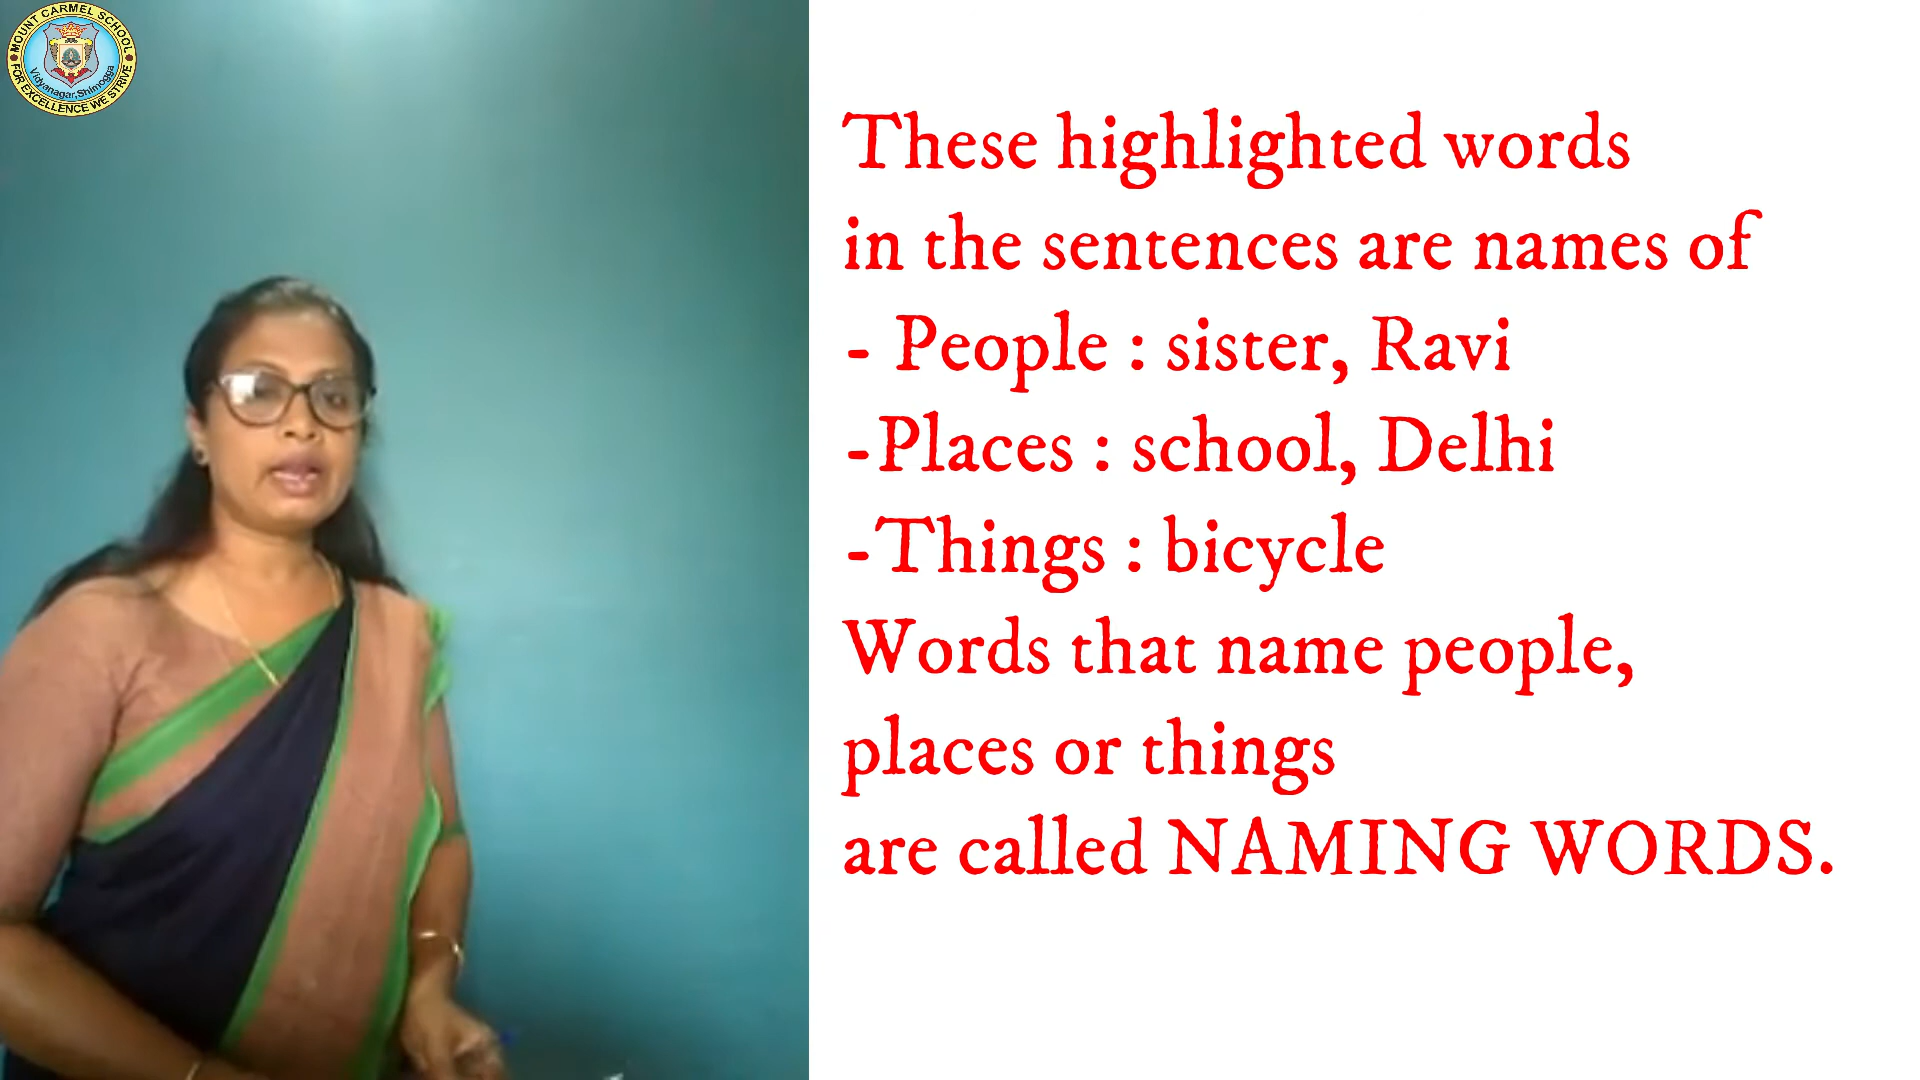 MOUNT CARMEL SCHOOL
Vidyanagar, Shimogga
FOR EXCELLENCE WE STRIVE
These highlighted words
in the sentences are names of
- People : sister, Ravi
-Places : school, Delhi
-Things : bicycle
Words that name people,
places or things
are called NAMING WORDS.